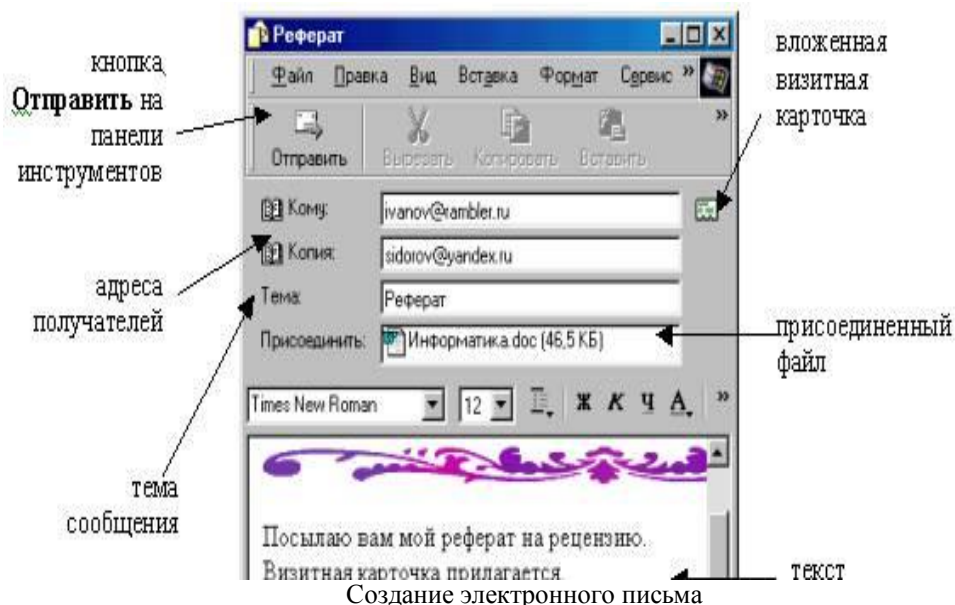 Реферат
Файл Правка Вид Вставка Формат Сервис »
Отправить Вырезать Копировать Вставить »
Кому: ivanov@rambler.ru
Копия: sidorov@yandex.ru
Тема: Реферат
Присоединить: Информатика.doc (46,5 КБ)
Times New Roman 12 Ж К Ч А »
Посылаю вам мой реферат на рецензию.
Визитная карточка прилагается.
кнопка
Отправить на
панели
инструментов
адреса
получателей
тема
сообщения
вложенная
визитная
карточка
присоединенный
файл
текст
Создание электронного письма